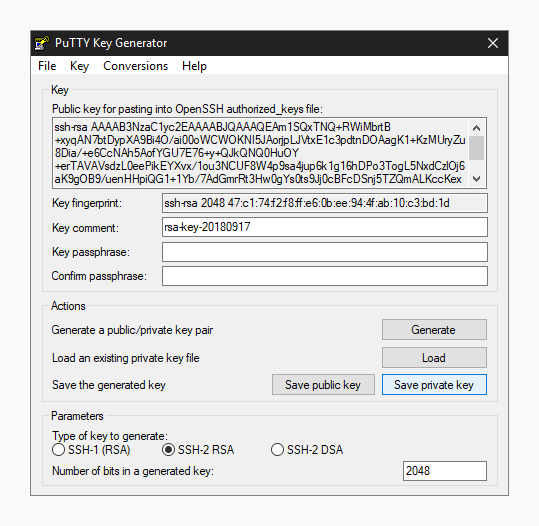 PuTTY Key Generator
File Key Conversions Help
Key
Public key for pasting into OpenSSH authorized_keys file:
ssh-rsa AAAAB3NzaC1yc2EAAAABJQAAAQEAm1SQxTNQ+RWiMbrtB
+xyqAN7btDypXA9Bi4O/ai00oWCWOKNI5JAorjpLJVtxE1c3pdtnDOAagK1+KzMUryZu
8Dia/+e6CcNAh5AofYGU7E76+y+QJkQNQ0HuOY
+erTAVAVsdzL0eePikEYXvx/1ou3NCUF8W4p9sa4jup6k1g16hDPo3TogL5NxdCzlOj6
aK9gOB9/uenHHpiQG1+1Yb/7AdGmrRt3Hw0gYs0ts9Jj0cBFcDSnj5TZQmALKccKex
Key fingerprint: ssh-rsa 2048 47:c1:74:f2:f8:ff:e6:0b:ee:94:4f:ab:10:c3:bd:1d
Key comment: rsa-key-20180917
Key passphrase:
Confirm passphrase:
Actions
Generate a public/private key pair Generate
Load an existing private key file Load
Save the generated key Save public key Save private key
Parameters
Type of key to generate:
SSH-1 (RSA) SSH-2 RSA SSH-2 DSA
Number of bits in a generated key: 2048